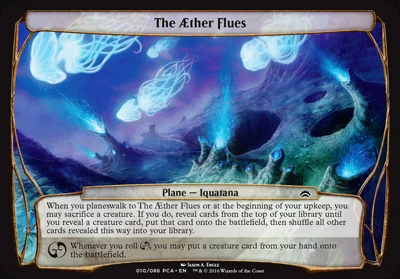 The Æther Flues
Plane — Iquatana
When you planeswalk to The Æther Flues or at the beginning of your upkeep, you
may sacrifice a creature. If you do, reveal cards from the top of your library until
you reveal a creature card, put that card onto the battlefield, then shuffle all other
cards revealed this way into your library.
Whenever you roll , you may put a creature card from your hand onto
the battlefield.
Jason A. Engle
010/086 PCA • EN ™ & © 2016 Wizards of the Coast